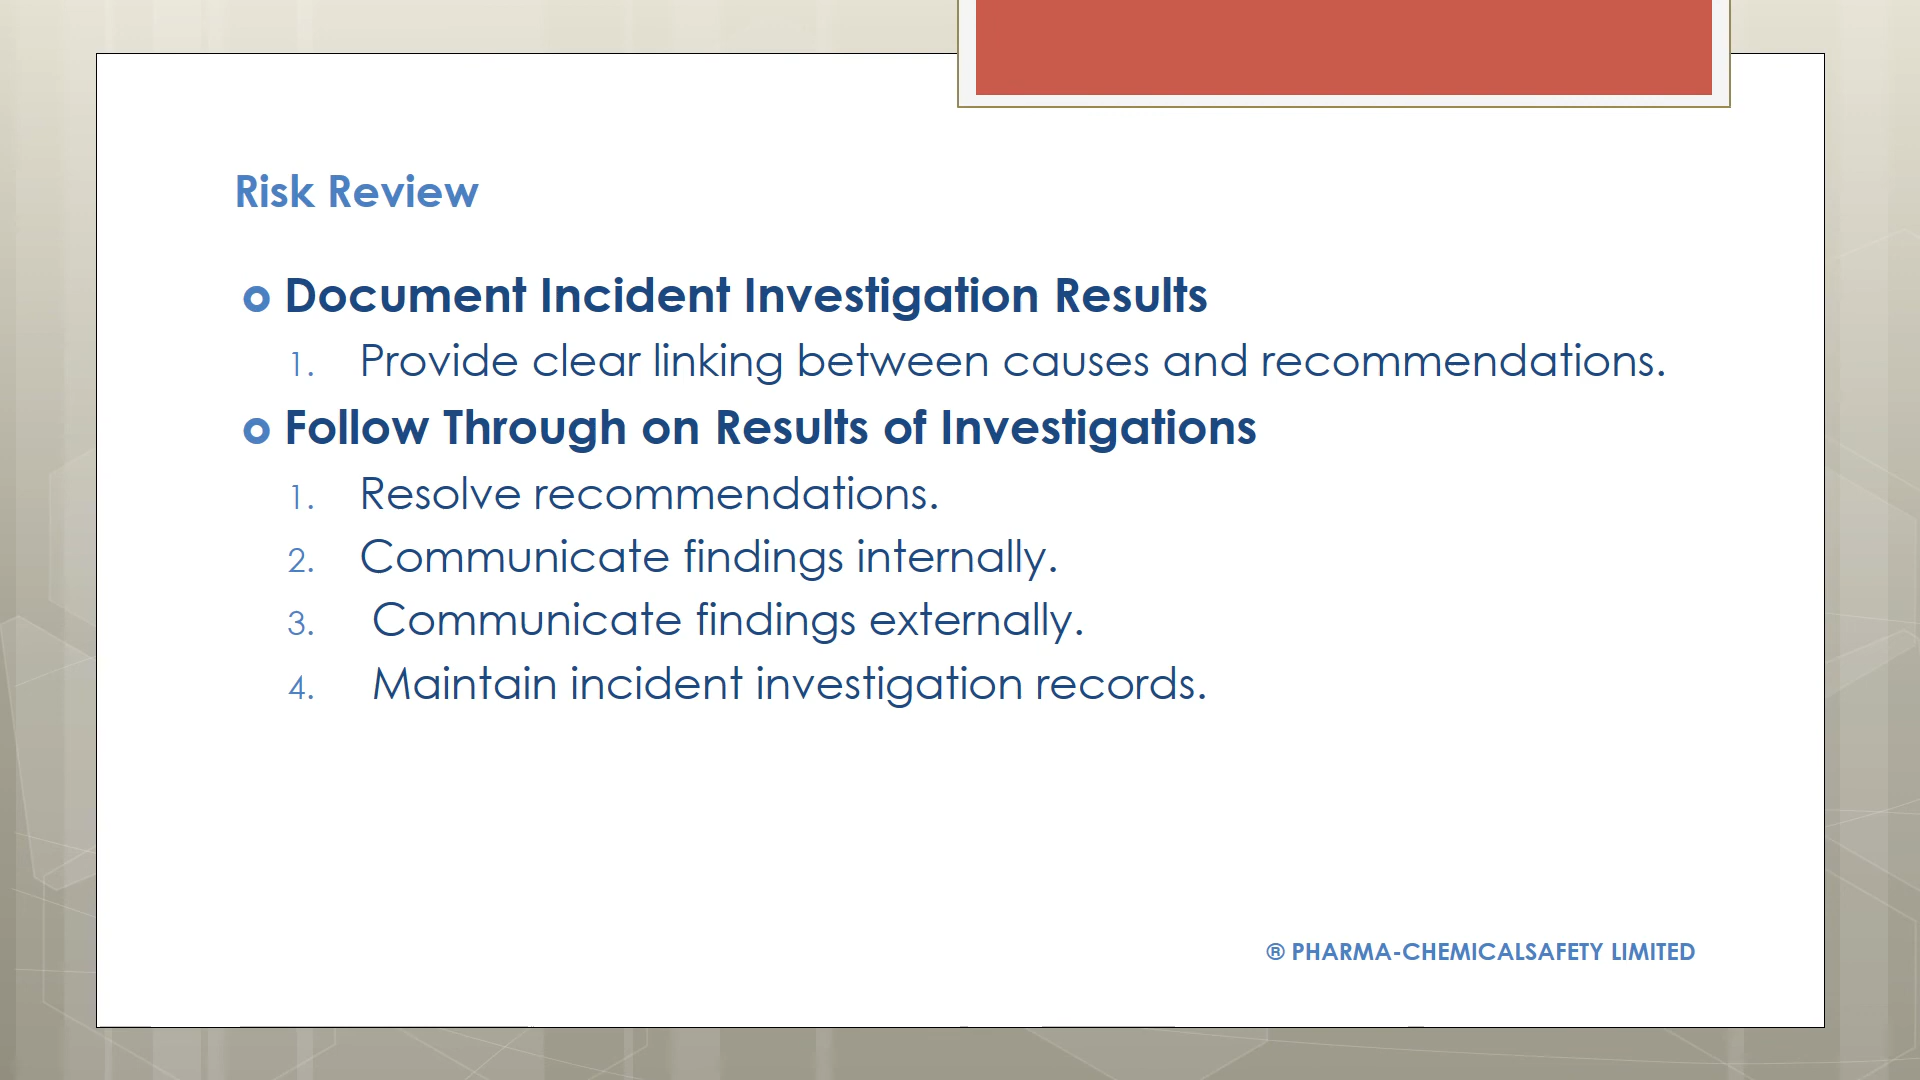 Risk Review
Document Incident Investigation Results
1. Provide clear linking between causes and recommendations.
Follow Through on Results of Investigations
1. Resolve recommendations.
2. Communicate findings internally.
3. Communicate findings externally.
4. Maintain incident investigation records.
® PHARMA-CHEMICALSAFETY LIMITED